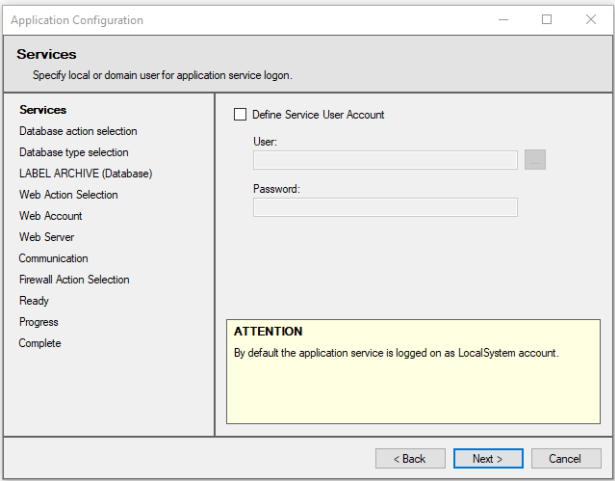 Application Configuration
Services
Specify local or domain user for application service logon.
Services
Database action selection
Database type selection
LABEL ARCHIVE (Database)
Web Action Selection
Web Account
Web Server
Communication
Firewall Action Selection
Ready
Progress
Complete
Define Service User Account
User:
...
Password:
ATTENTION
By default the application service is logged on as LocalSystem account.
< Back
Next >
Cancel